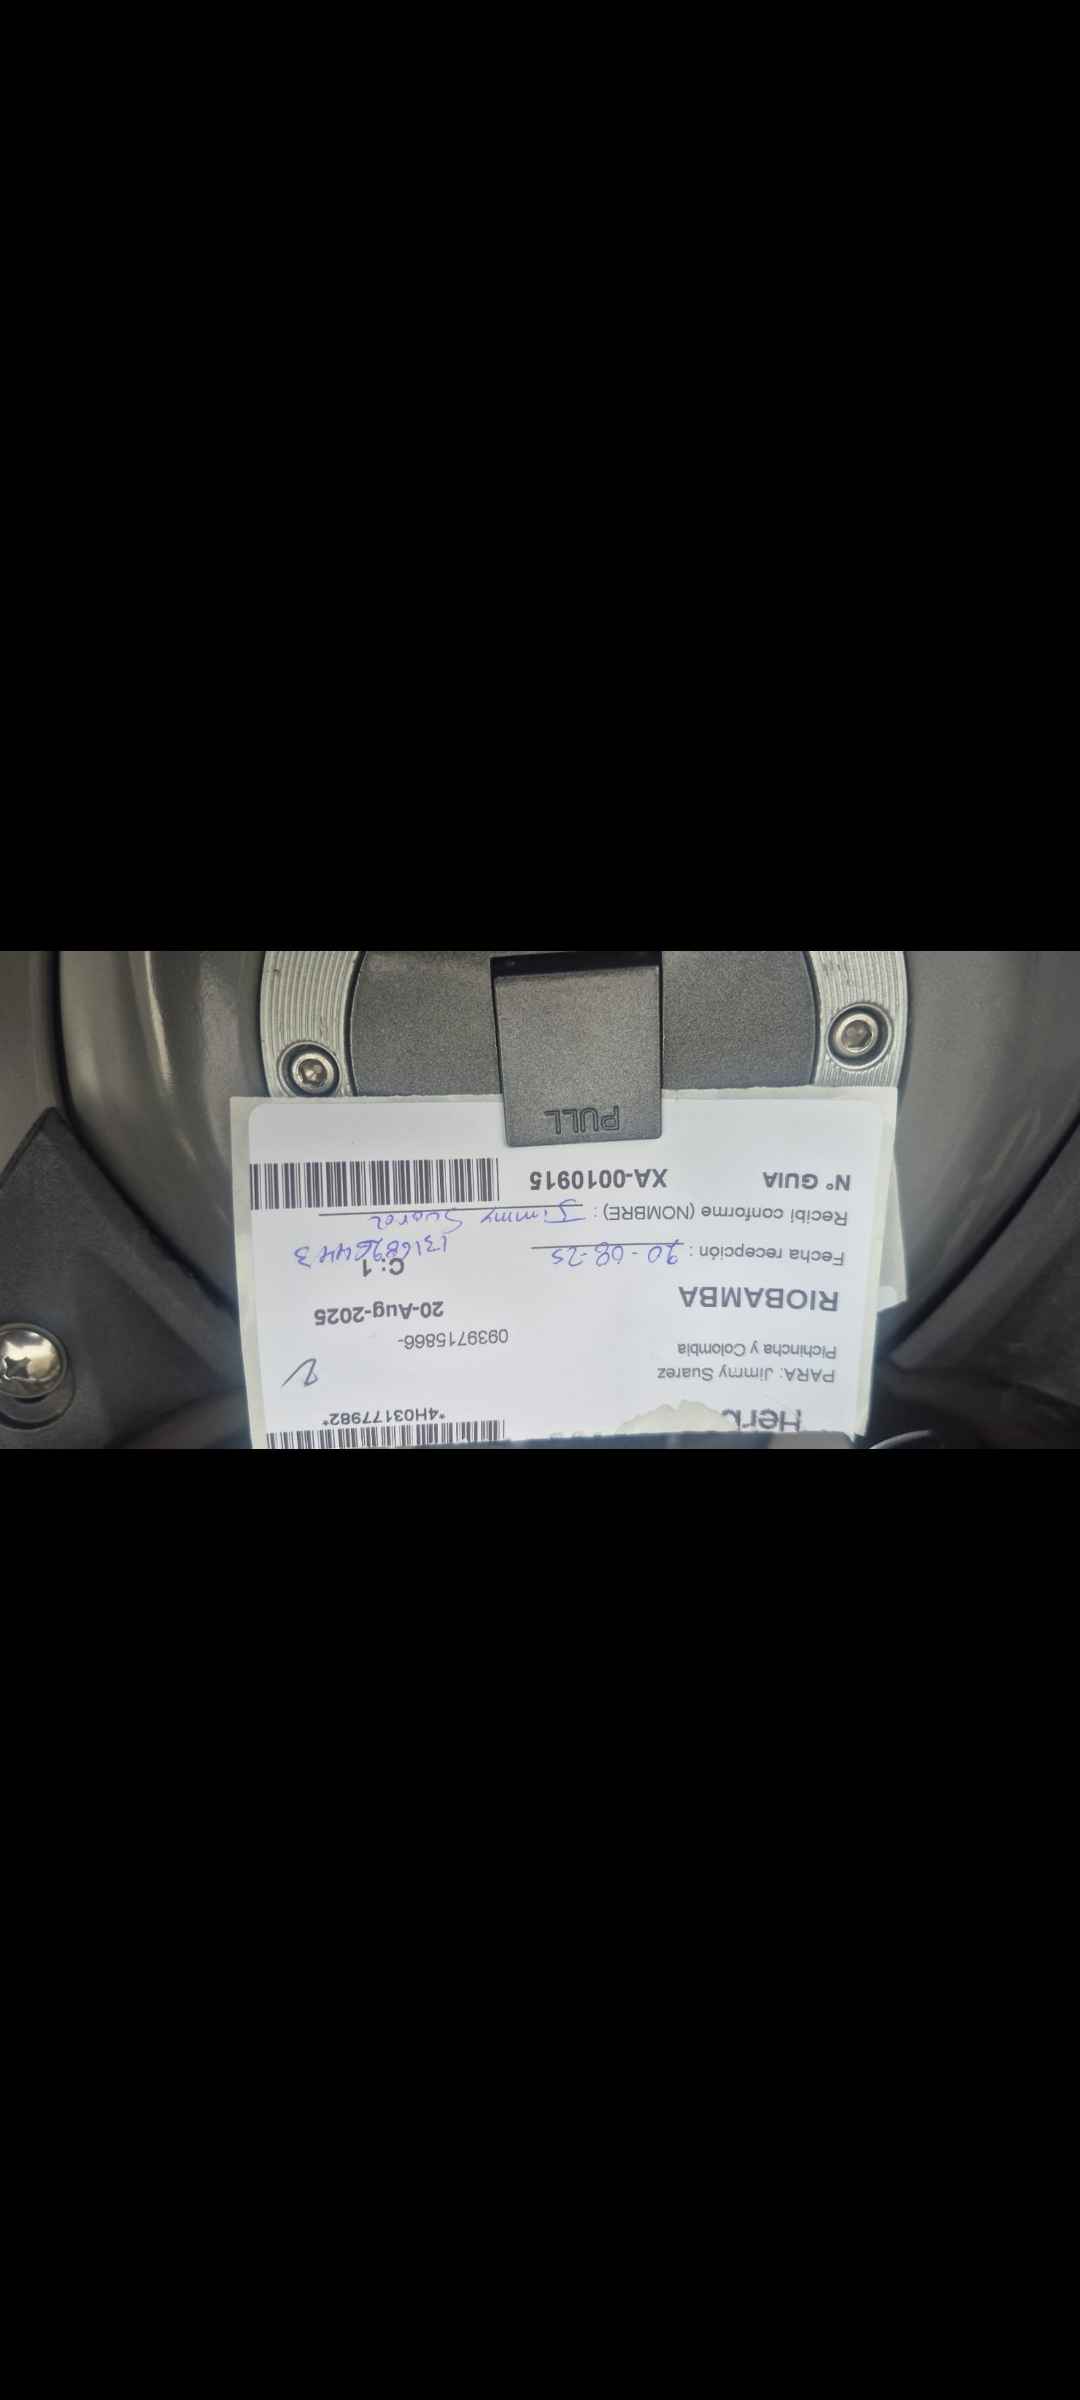 *4H03177982*
PARA: Jimmy Suarez
Pichincha y Colombia
0939715866-
RIOBAMBA
20-Aug-2025
C: 1
Fecha recepción : 20-08-25
Recibi conforme (NOMBRE) : Jimmy Suarez
N° GUIA XA-0010915
PULL